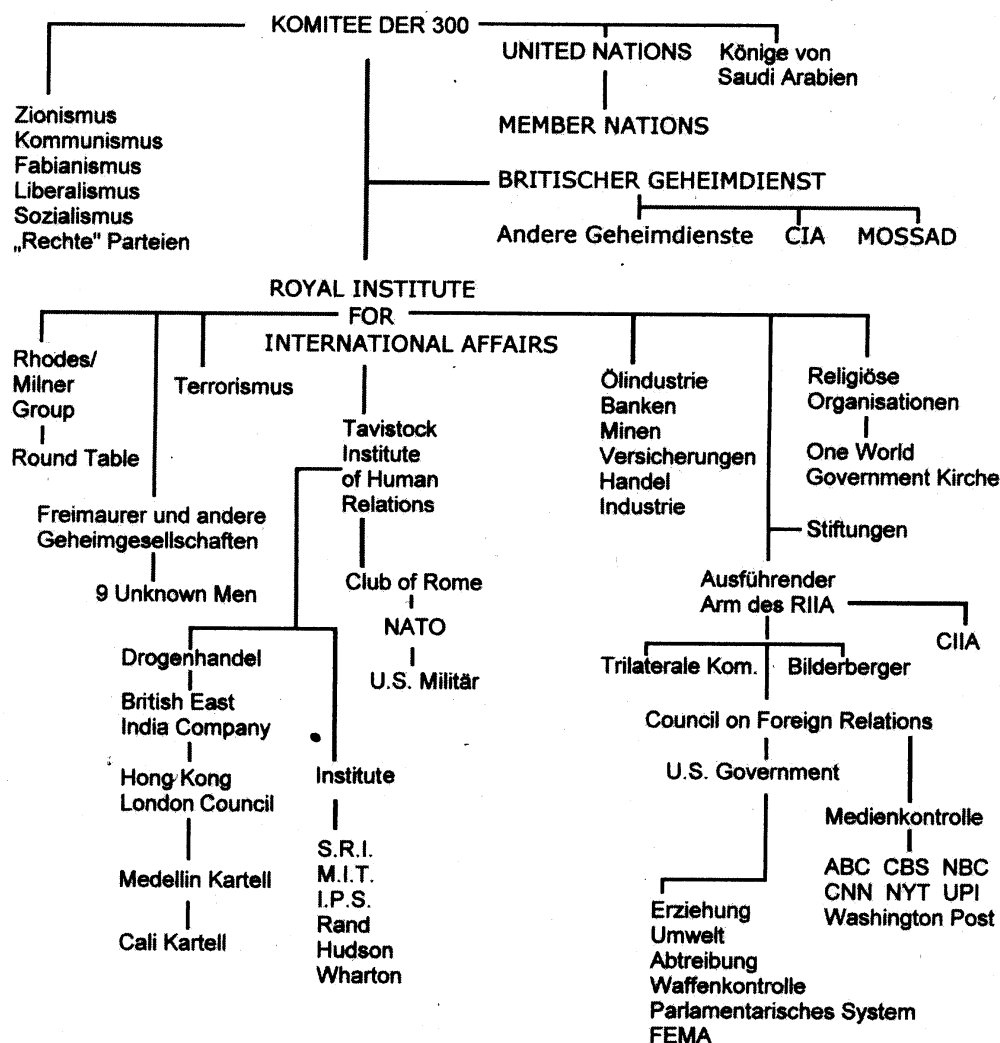 KOMITEE DER 300
UNITED NATIONS
Könige von
Saudi Arabien
MEMBER NATIONS
Zionismus
Kommunismus
Fabianismus
Liberalismus
Sozialismus
„Rechte" Parteien
BRITISCHER GEHEIMDIENST
Andere Geheimdienste
CIA
MOSSAD
ROYAL INSTITUTE
FOR
INTERNATIONAL AFFAIRS
Rhodes/
Milner
Group
Round Table
Terrorismus
Freimaurer und andere
Geheimgesellschaften
9 Unknown Men
Tavistock
Institute
of Human
Relations
Club of Rome
NATO
U.S. Militär
Drogenhandel
British East
India Company
Hong Kong
London Council
Medellin Kartell
Cali Kartell
Institute
S.R.I.
M.I.T.
I.P.S.
Rand
Hudson
Wharton
Ölindustrie
Banken
Minen
Versicherungen
Handel
Industrie
Religiöse
Organisationen
One World
Government Kirche
Stiftungen
Ausführender
Arm des RIIA
CIIA
Trilaterale Kom.
Bilderberger
Council on Foreign Relations
U.S. Government
Medienkontrolle
ABC CBS NBC
CNN NYT UPI
Washington Post
Erziehung
Umwelt
Abtreibung
Waffenkontrolle
Parlamentarisches System
FEMA